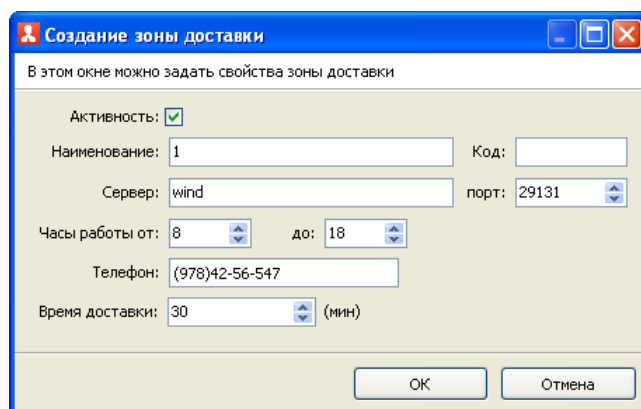 Создание зоны доставки
В этом окне можно задать свойства зоны доставки
Активность:
Наименование: 1 Код:
Сервер: wind порт: 29131
Часы работы от: 8 до: 18
Телефон: (978)42-56-547
Время доставки: 30 (мин)
ОК Отмена